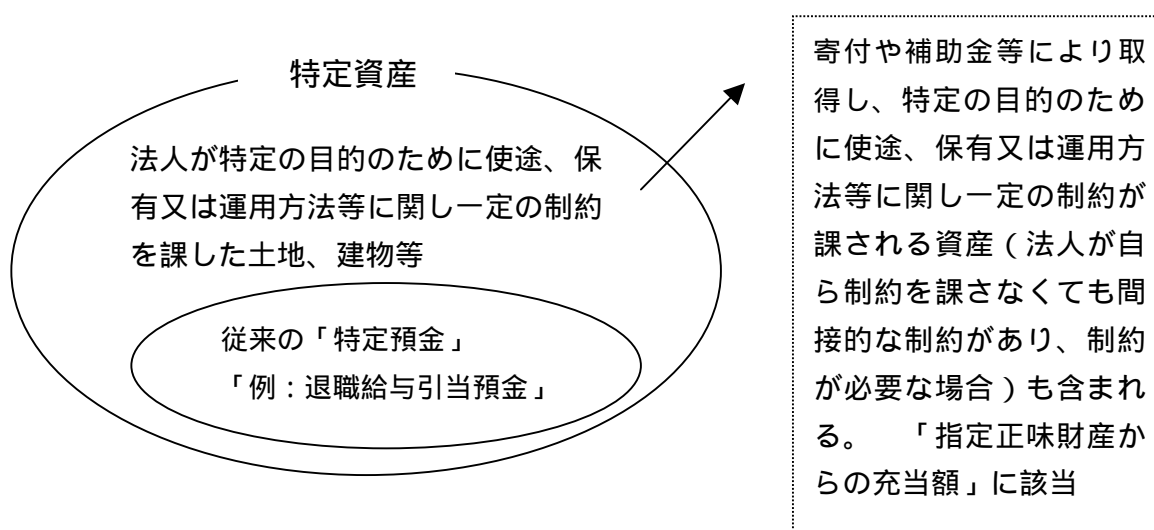 特定資産
法人が特定の目的のために使途、保
有又は運用方法等に関し一定の制約
を課した土地、建物等
従来の「特定預金」
「例：退職給与引当預金」
寄付や補助金等により取
得し、特定の目的のため
に使途、保有又は運用方
法等に関し一定の制約が
課される資産（法人が自
ら制約を課さなくても間
接的な制約があり、制約
が必要な場合）も含まれ
る。　「指定正味財産か
らの充当額」に該当